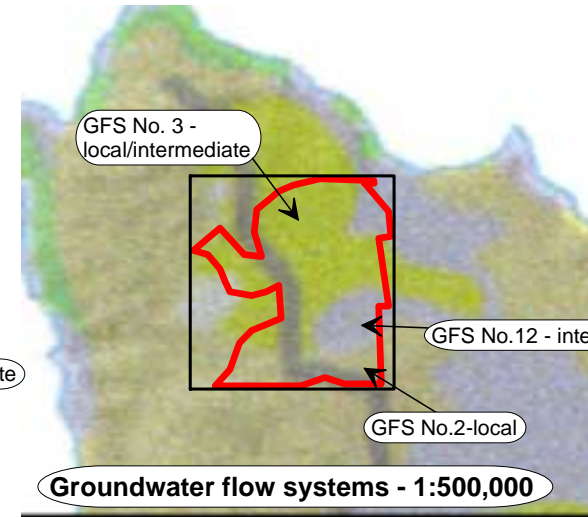 GFS No. 3 -
local/intermediate
GFS No.12 - inte
te
GFS No.2-local
Groundwater flow systems - 1:500,000